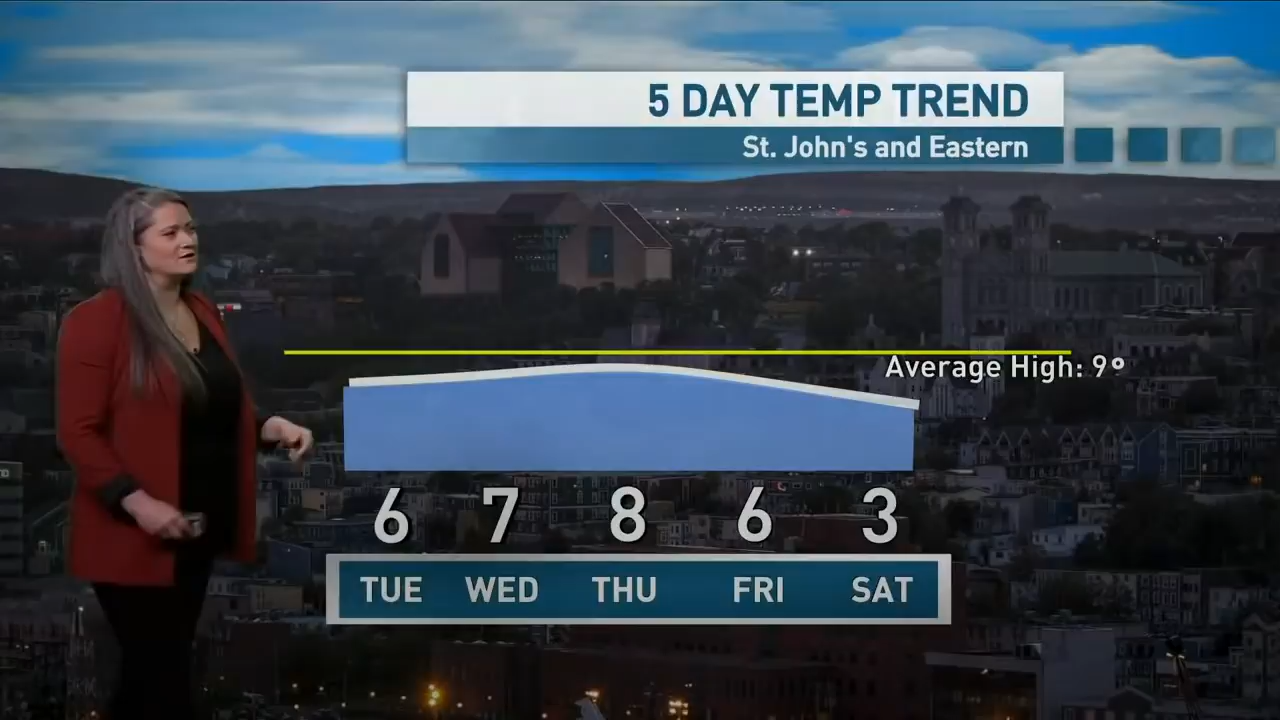 5 DAY TEMP TREND
St. John's and Eastern
Average High: 9°
6 7 8 6 3
TUE WED THU FRI SAT